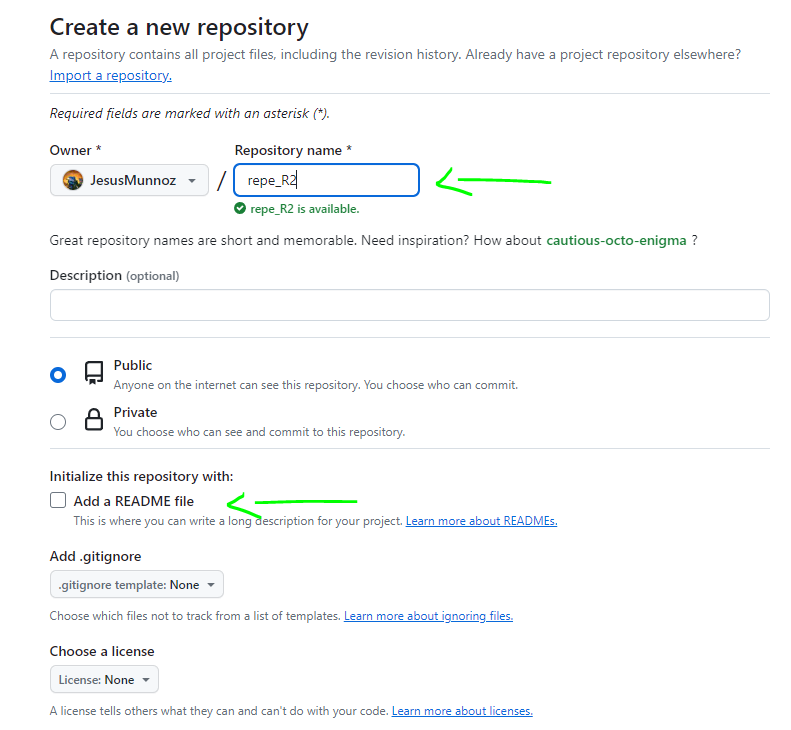 Create a new repository
A repository contains all project files, including the revision history. Already have a project repository elsewhere?
Import a repository.
Required fields are marked with an asterisk (*).
Owner * Repository name *
JesusMunnoz / repe_R2
repe_R2 is available.
Great repository names are short and memorable. Need inspiration? How about cautious-octo-enigma ?
Description (optional)
Public
Anyone on the internet can see this repository. You choose who can commit.
Private
You choose who can see and commit to this repository.
Initialize this repository with:
Add a README file
This is where you can write a long description for your project. Learn more about READMEs.
Add .gitignore
.gitignore template: None
Choose which files not to track from a list of templates. Learn more about ignoring files.
Choose a license
License: None
A license tells others what they can and can't do with your code. Learn more about licenses.